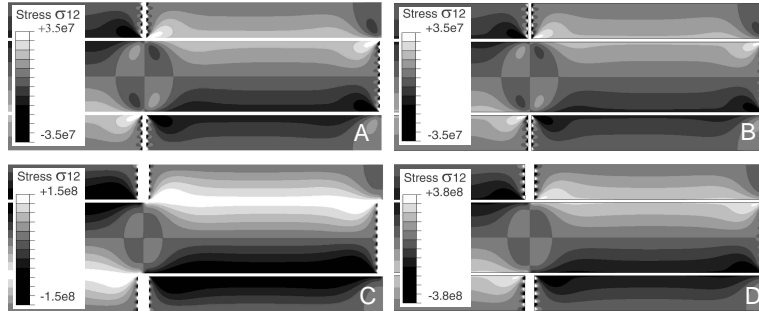 Stress σ12
+3.5e7
-3.5e7
A
Stress σ12
+3.5e7
-3.5e7
B
Stress σ12
+1.5e8
-1.5e8
C
Stress σ12
+3.8e8
-3.8e8
D